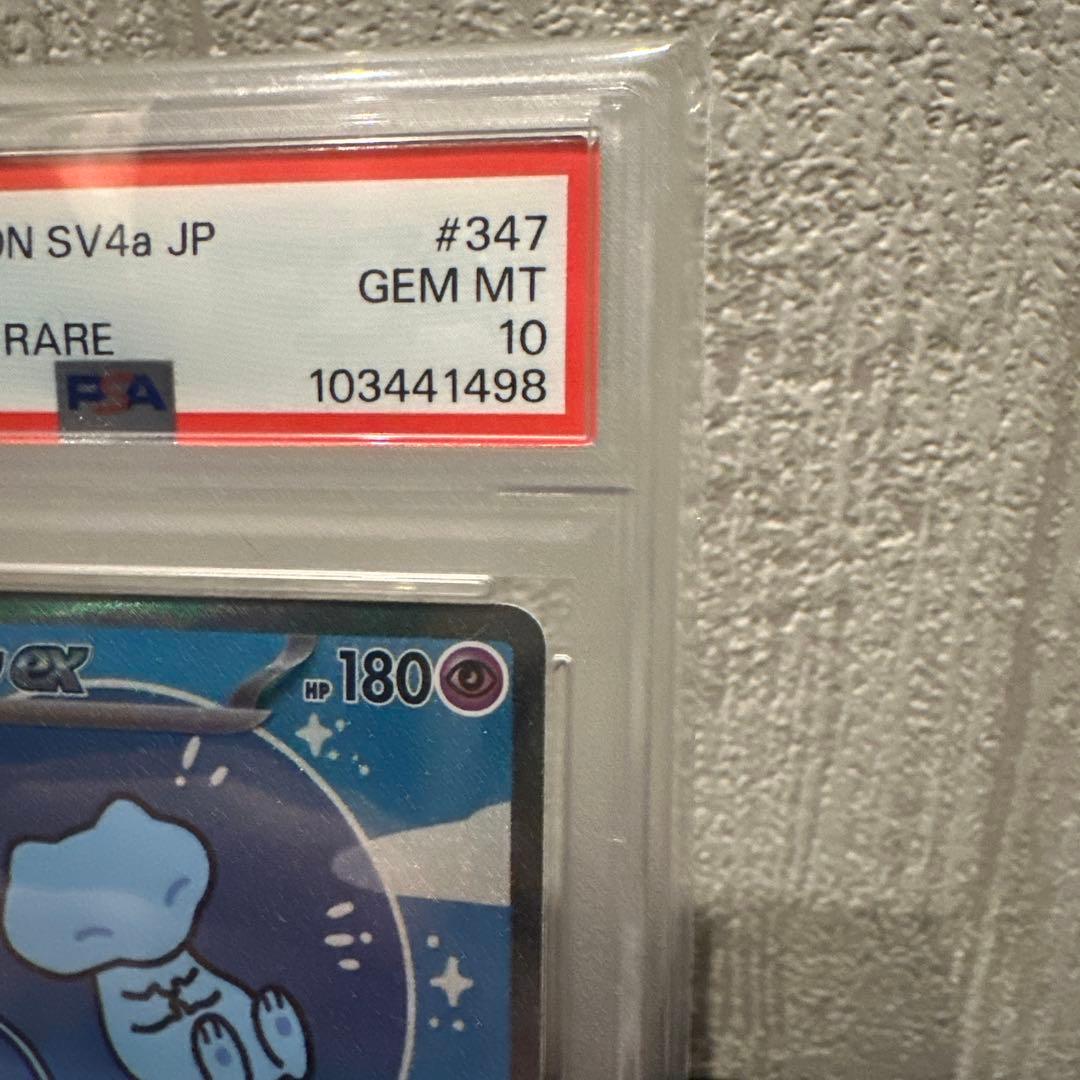 ON SV4a JP #347
GEM MT
RARE 10
PSA 103441498
ex HP 180